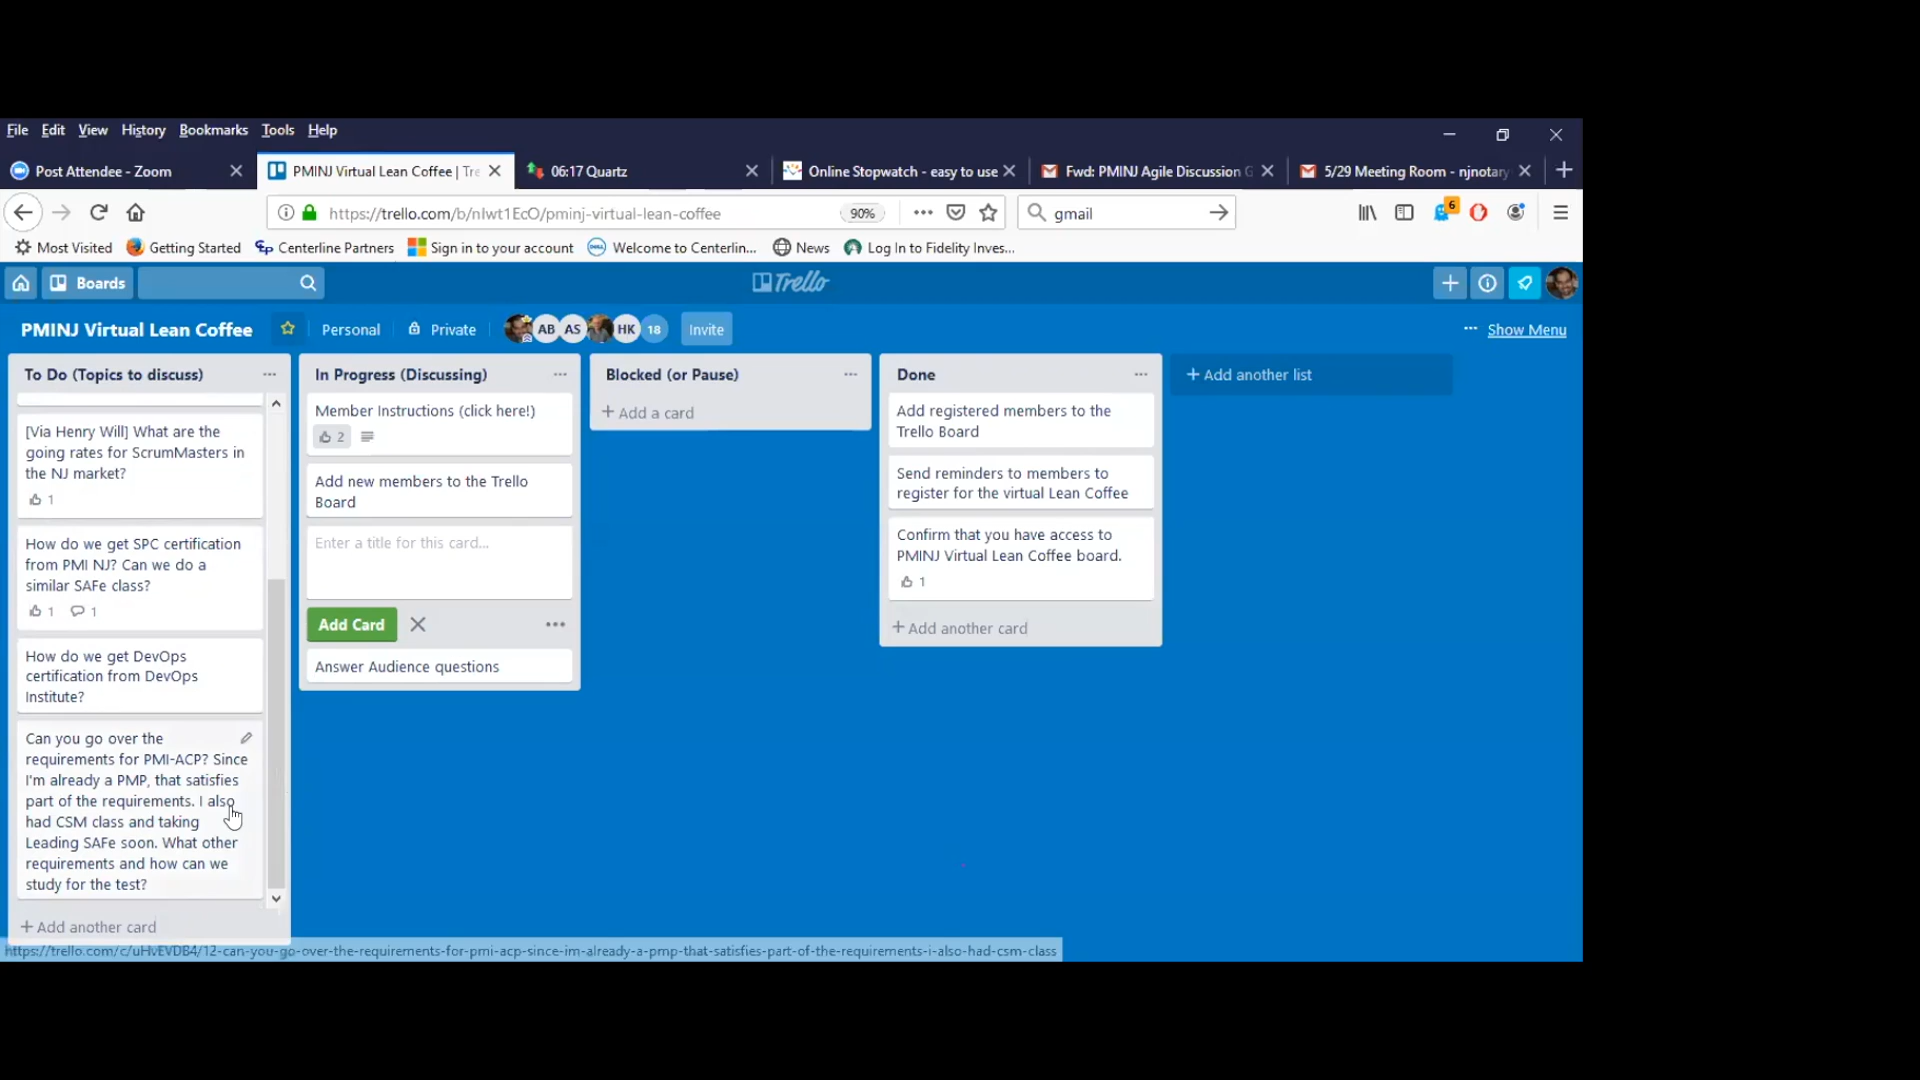 File Edit View History Bookmarks Tools Help
Post Attendee - Zoom
PMINJ Virtual Lean Coffee | Tre
06:17 Quartz
Online Stopwatch - easy to use
Fwd: PMINJ Agile Discussion G
5/29 Meeting Room - njnotary
https://trello.com/b/nIwt1EcO/pminj-virtual-lean-coffee
90%
gmail
6
Most Visited
Getting Started
Centerline Partners
Sign in to your account
Welcome to Centerlin...
News
Log In to Fidelity Inves...
Boards
Trello
PMINJ Virtual Lean Coffee
Personal
Private
AB
AS
HK
18
Invite
... Show Menu
To Do (Topics to discuss)
[Via Henry Will] What are the
going rates for ScrumMasters in
the NJ market?
1
How do we get SPC certification
from PMI NJ? Can we do a
similar SAFe class?
1 1
How do we get DevOps
certification from DevOps
Institute?
Can you go over the
requirements for PMI-ACP? Since
I'm already a PMP, that satisfies
part of the requirements. I also
had CSM class and taking
Leading SAFe soon. What other
requirements and how can we
study for the test?
+ Add another card
In Progress (Discussing)
Member Instructions (click here!)
2
Add new members to the Trello
Board
Enter a title for this card...
Add Card
Answer Audience questions
Blocked (or Pause)
+ Add a card
Done
Add registered members to the
Trello Board
Send reminders to members to
register for the virtual Lean Coffee
Confirm that you have access to
PMINJ Virtual Lean Coffee board.
1
+ Add another card
+ Add another list
https://trello.com/c/uHvEVDB4/12-can-you-go-over-the-requirements-for-pmi-acp-since-im-already-a-pmp-that-satisfies-part-of-the-requirements-i-also-had-csm-class